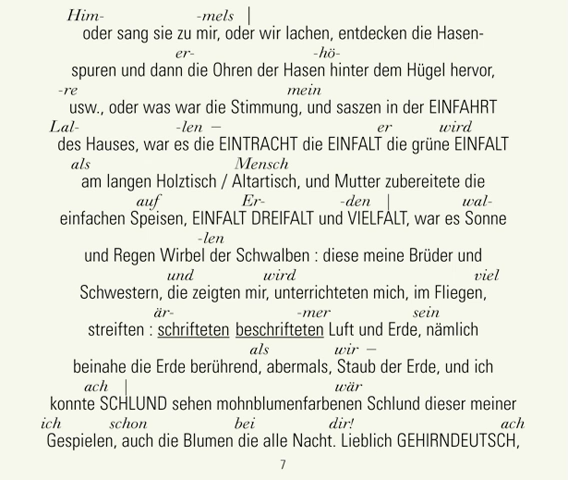 Him- -mels |
oder sang sie zu mir, oder wir lachen, entdecken die Hasen-
er- -hö-
spuren und dann die Ohren der Hasen hinter dem Hügel hervor,
-re mein
usw., oder was war die Stimmung, und saszen in der EINFAHRT
Lal- -len – er wird
des Hauses, war es die EINTRACHT die EINFALT die grüne EINFALT
als Mensch
am langen Holztisch / Altartisch, und Mutter zubereitete die
auf Er- -den | wal-
einfachen Speisen, EINFALT DREIFALT und VIELFALT, war es Sonne
-len
und Regen Wirbel der Schwalben : diese meine Brüder und
und wird viel
Schwestern, die zeigten mir, unterrichteten mich, im Fliegen,
är- -mer sein
streiften : schrifteten beschrifteten Luft und Erde, nämlich
als wir –
beinahe die Erde berührend, abermals, Staub der Erde, und ich
ach | wär
konnte SCHLUND sehen mohnblumenfarbenen Schlund dieser meiner
ich schon bei dir! ach
Gespielen, auch die Blumen die alle Nacht. Lieblich GEHIRNDEUTSCH,
7